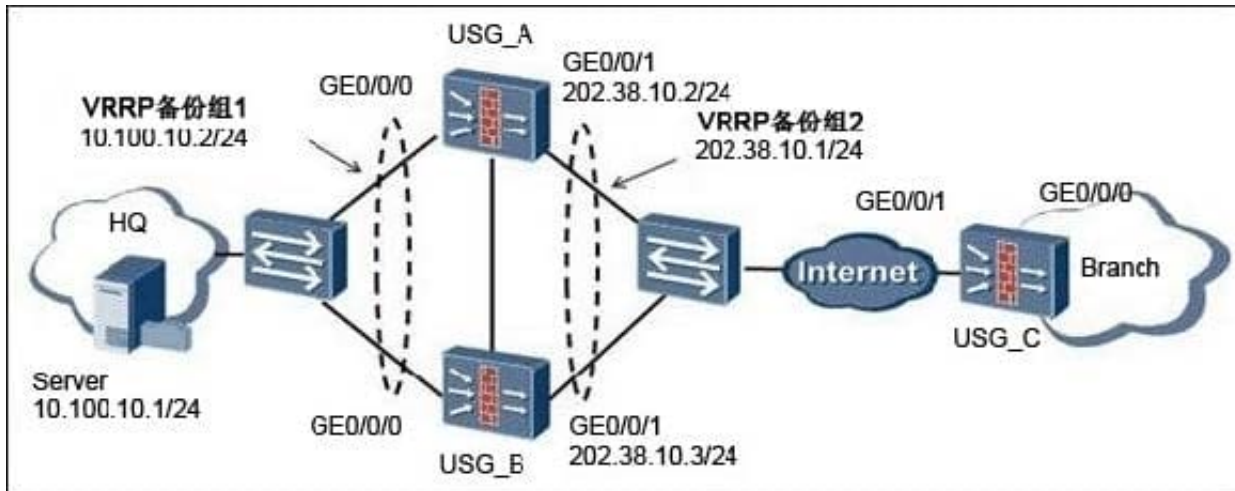 USG_A
GE0/0/0
GE0/0/1
202.38.10.2/24
VRRP备份组1
10.100.10.2/24
VRRP备份组2
202.38.10.1/24
HQ
GE0/0/1
GE0/0/0
Internet
Branch
USG_C
Server
10.100.10.1/24
GE0/0/0
USG_B
GE0/0/1
202.38.10.3/24